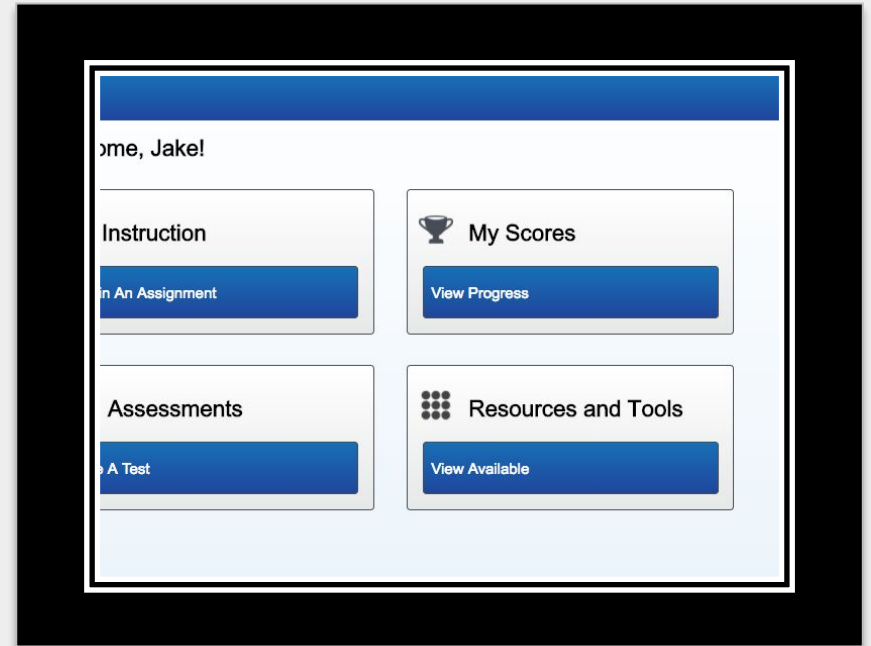 ome, Jake!
Instruction
My Scores
in An Assignment
View Progress
Assessments
Resources and Tools
e A Test
View Available